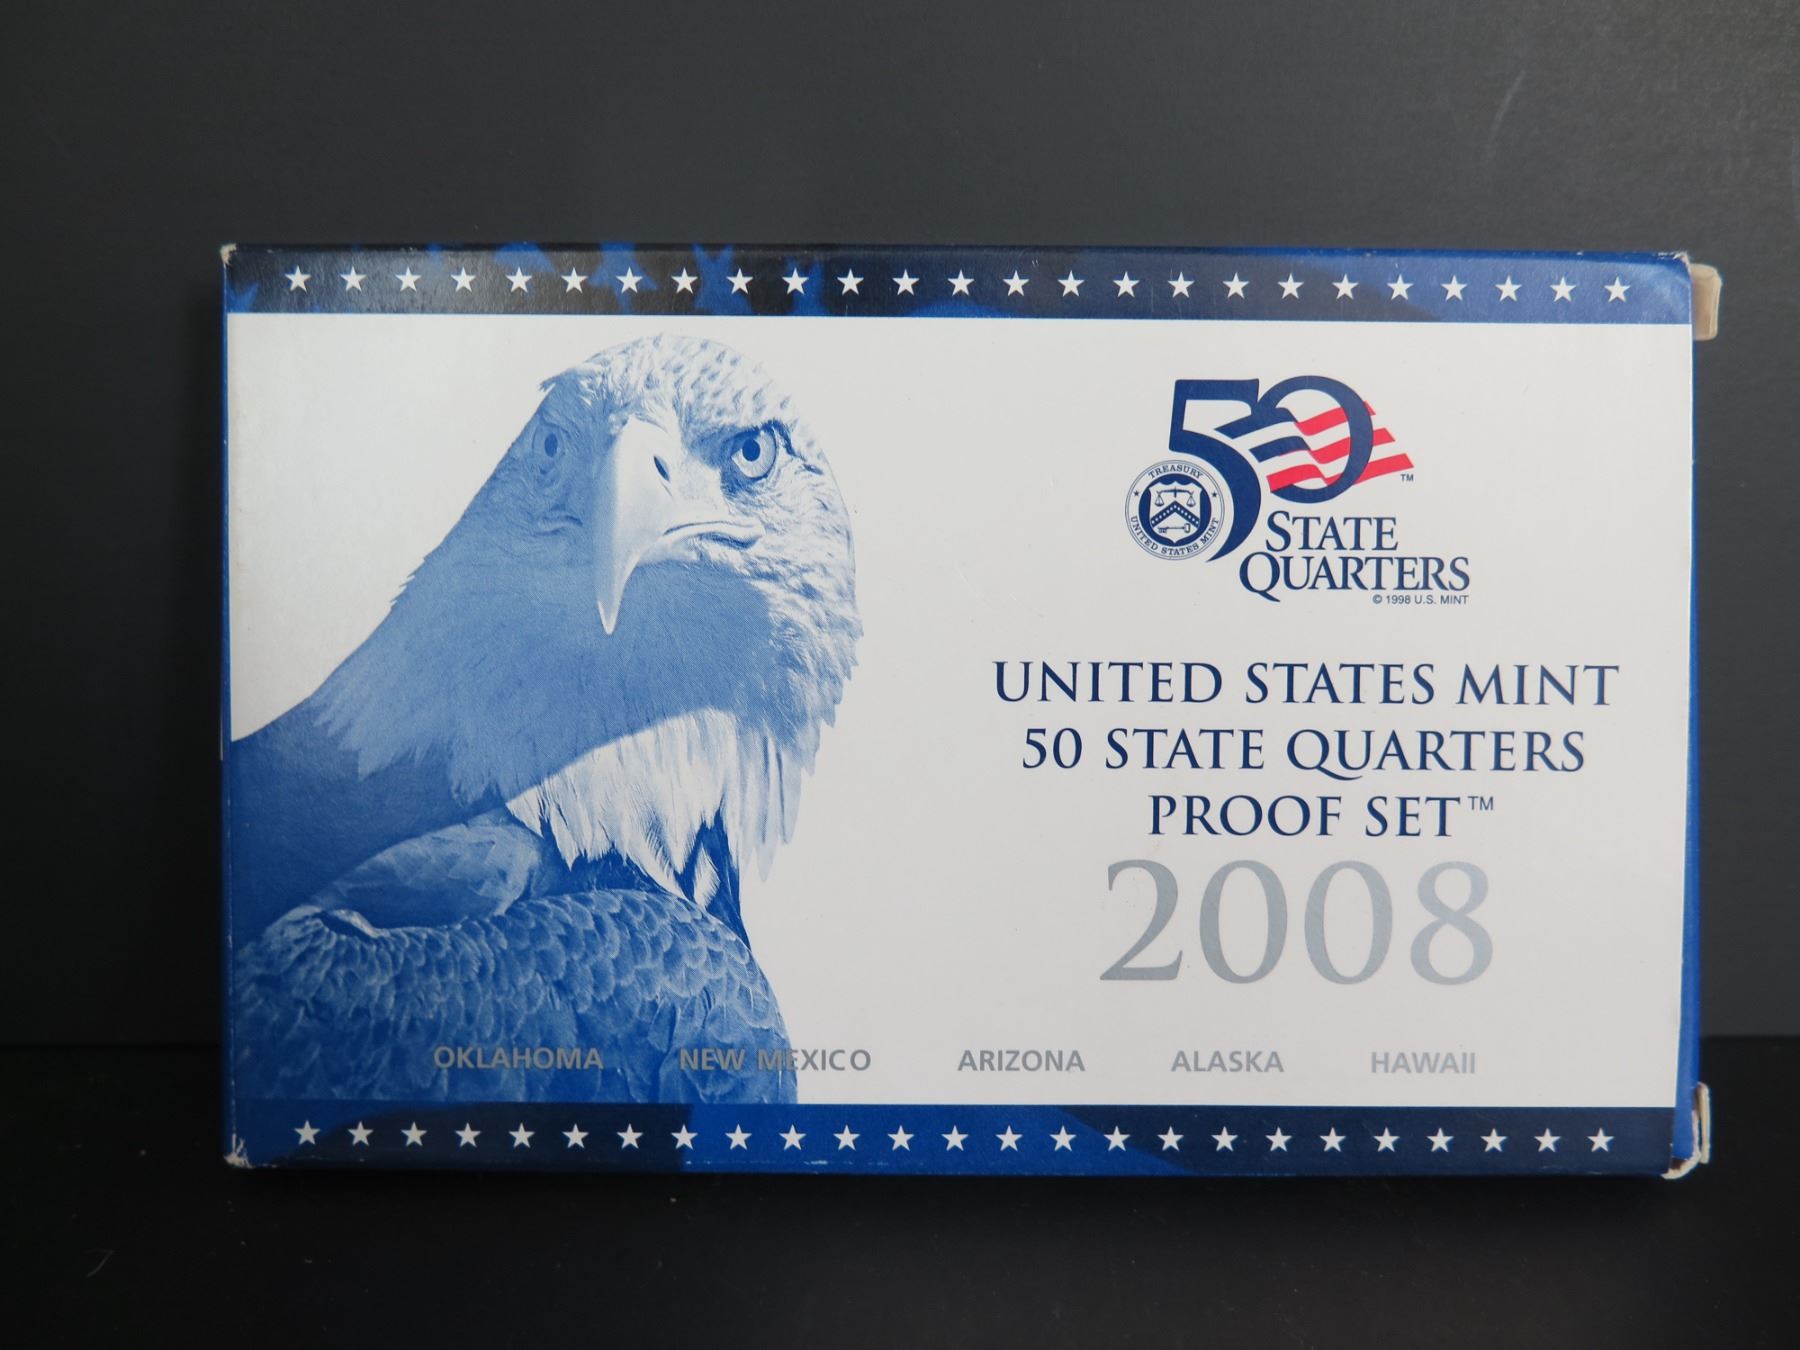 50
TREASURY
UNITED STATES MINT
™
STATE
QUARTERS
© 1998 U.S. MINT
UNITED STATES MINT
50 STATE QUARTERS
PROOF SET™
2008
OKLAHOMA NEW MEXICO ARIZONA ALASKA HAWAII